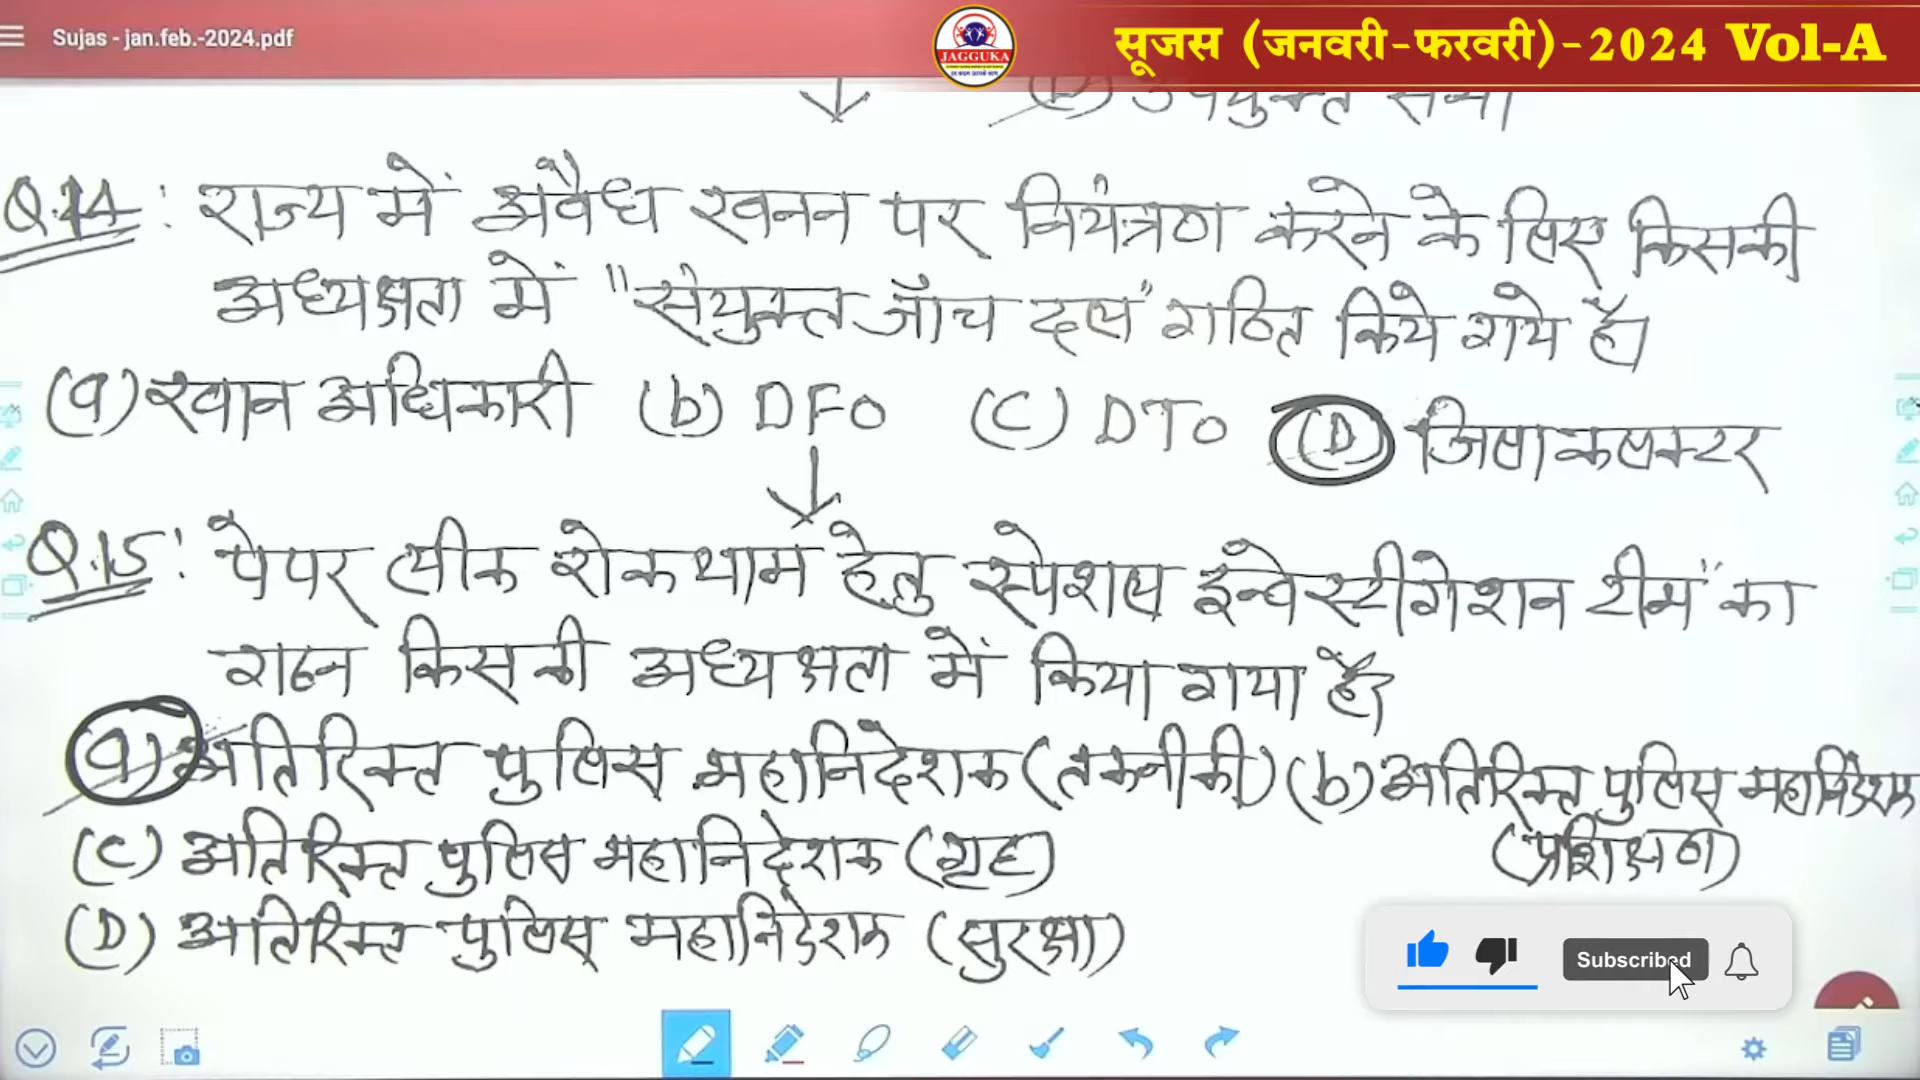 Sujas - jan.feb.-2024.pdf
JAGGUKA
सूजस (जनवरी-फरवरी)-2024 Vol-A
Q.14: राज्य में अवैध खनन पर नियंत्रण करने के लिए किसकी
अध्यक्षता में "संयुक्त जाँच दल" गठित किये गये है।
(a) खान अधिकारी (b) DFO (C) DTO (D) जिला कलक्टर
Q.15: पेपर लीक रोकथाम हेतु स्पेशल इन्वेस्टीगेशन टीम" का
गठन किसकी अध्यक्षता में किया गया है।
(a) अतिरिक्त पुलिस महानिदेशक (तकनीकी) (b) अतिरिक्त पुलिस महानिदेशक
(प्रशिक्षण)
(C) अतिरिक्त पुलिस महानिदेशक (गृह)
(D) अतिरिक्त पुलिस महानिदेशक (सुरक्षा)
Subscribed